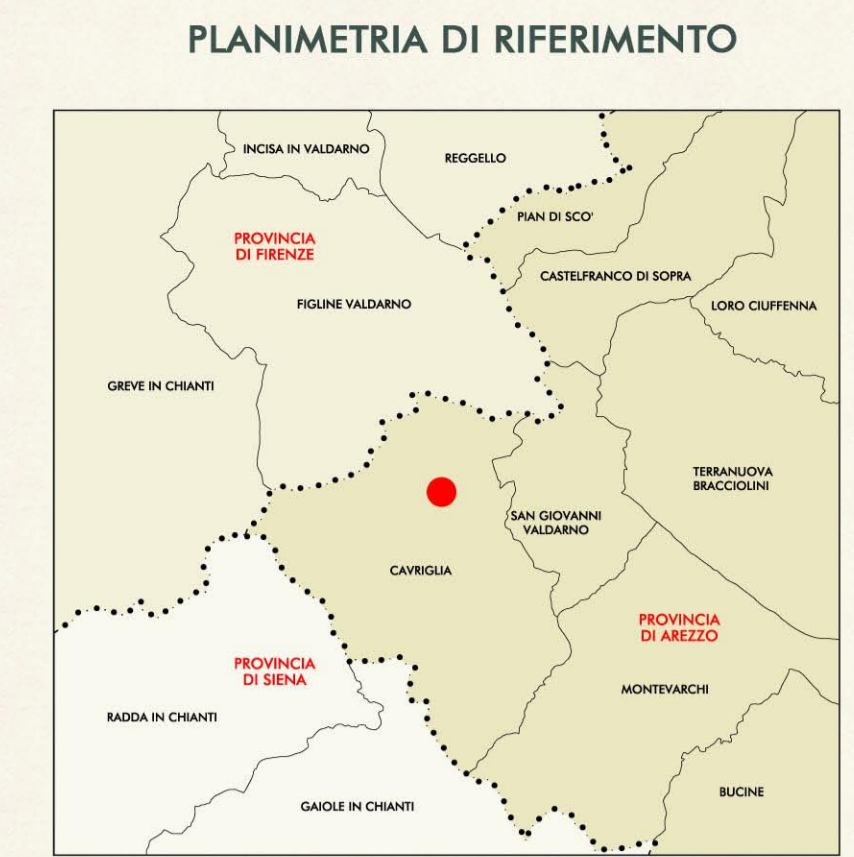 PLANIMETRIA DI RIFERIMENTO
INCISA IN VALDARNO
REGGELLO
PIAN DI SCO'
PROVINCIA
DI FIRENZE
CASTELFRANCO DI SOPRA
FIGLINE VALDARNO
LORO CIUFFENNA
GREVE IN CHIANTI
TERRANUOVA
BRACCIOLINI
SAN GIOVANNI
VALDARNO
CAVRIGLIA
PROVINCIA
DI AREZZO
PROVINCIA
DI SIENA
MONTEVARCHI
RADDA IN CHIANTI
BUCINE
GAIOLE IN CHIANTI